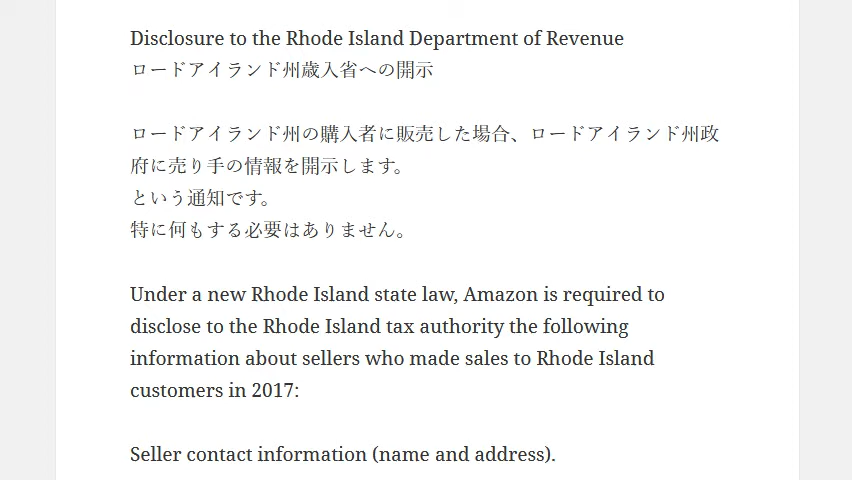 Disclosure to the Rhode Island Department of Revenue
ロードアイランド州歳入省への開示
ロードアイランド州の購入者に販売した場合、ロードアイランド州政
府に売り手の情報を開示します。
という通知です。
特に何もする必要はありません。
Under a new Rhode Island state law, Amazon is required to
disclose to the Rhode Island tax authority the following
information about sellers who made sales to Rhode Island
customers in 2017:
Seller contact information (name and address).